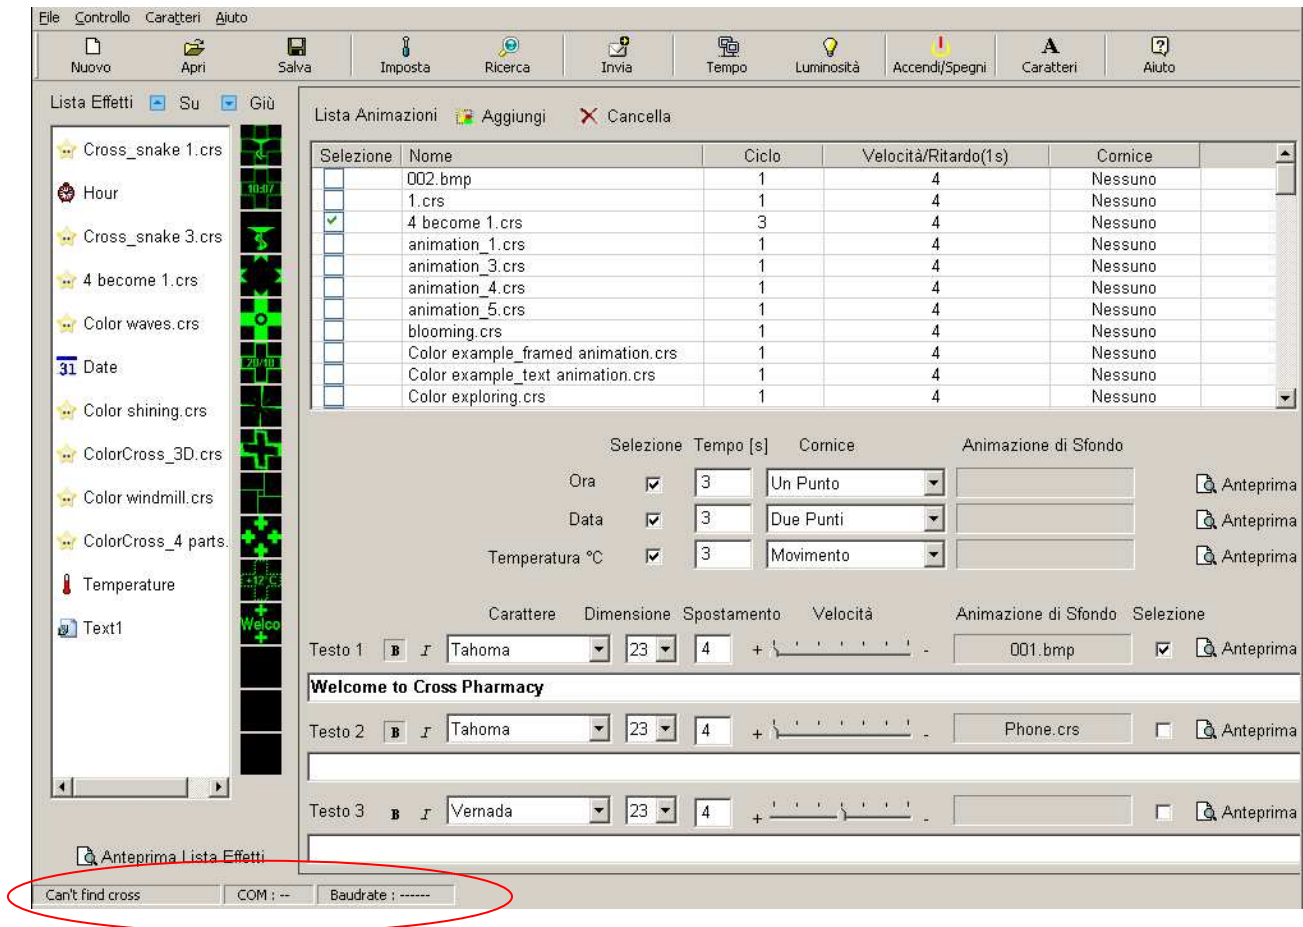 File Controllo Caratteri Aiuto
Nuovo Apri Salva Imposta Ricerca Invia Tempo Luminosità Accendi/Spegni Caratteri Aiuto
Lista Effetti Su Giù
Cross_snake 1.crs
Hour 10:07
Cross_snake 3.crs
4 become 1.crs
Color waves.crs
31 Date 20/10
Color shining.crs
ColorCross_3D.crs
Color windmill.crs
ColorCross_4 parts.
Temperature +12°C
Text1 Welco
Anteprima Lista Effetti
Lista Animazioni Aggiungi Cancella
Selezione Nome Ciclo Velocità/Ritardo(1s) Cornice
002.bmp 1 4 Nessuno
1.crs 1 4 Nessuno
4 become 1.crs 3 4 Nessuno
animation_1.crs 1 4 Nessuno
animation_3.crs 1 4 Nessuno
animation_4.crs 1 4 Nessuno
animation_5.crs 1 4 Nessuno
blooming.crs 1 4 Nessuno
Color example_framed animation.crs 1 4 Nessuno
Color example_text animation.crs 1 4 Nessuno
Color exploring.crs 1 4 Nessuno
Selezione Tempo [s] Cornice Animazione di Sfondo
Ora 3 Un Punto Anteprima
Data 3 Due Punti Anteprima
Temperatura °C 3 Movimento Anteprima
Carattere Dimensione Spostamento Velocità Animazione di Sfondo Selezione
Testo 1 B I Tahoma 23 4 + - 001.bmp Anteprima
Welcome to Cross Pharmacy
Testo 2 B I Tahoma 23 4 + - Phone.crs Anteprima
Testo 3 B I Vernada 23 4 + - Anteprima
Can't find cross COM : -- Baudrate : ------